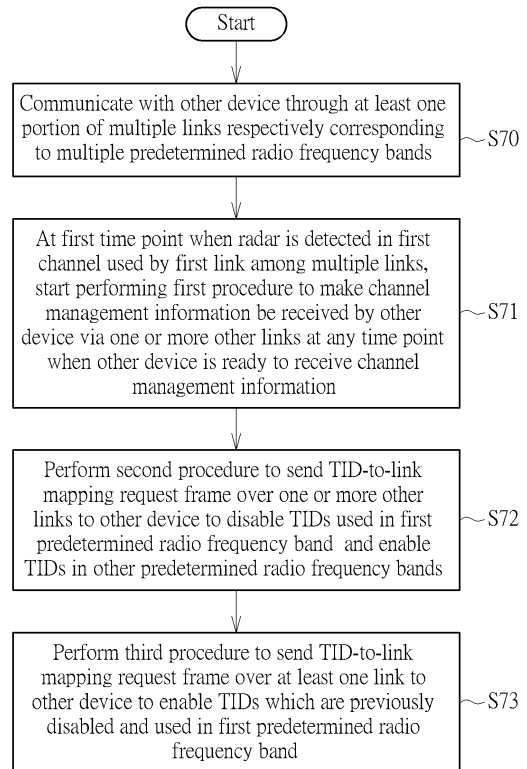 Start
Communicate with other device through at least one
portion of multiple links respectively corresponding
to multiple predetermined radio frequency bands
S70
At first time point when radar is detected in first
channel used by first link among multiple links,
start performing first procedure to make channel
management information be received by other
device via one or more other links at any time point
when other device is ready to receive channel
management information
S71
Perform second procedure to send TID-to-link
mapping request frame over one or more other
links to other device to disable TIDs used in first
predetermined radio frequency band and enable
TIDs in other predetermined radio frequency bands
S72
Perform third procedure to send TID-to-link
mapping request frame over at least one link to
other device to enable TIDs which are previously
disabled and used in first predetermined radio
frequency band
S73